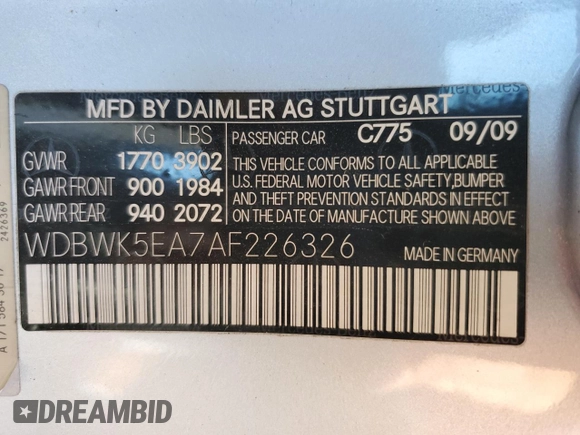 MFD BY DAIMLER AG STUTTGART
KG LBS
PASSENGER CAR C775 09/09
GVWR 1770 3902
GAWR FRONT 900 1984
GAWR REAR 940 2072
THIS VEHICLE CONFORMS TO ALL APPLICABLE
U.S. FEDERAL MOTOR VEHICLE SAFETY, BUMPER
AND THEFT PREVENTION STANDARDS IN EFFECT
ON THE DATE OF MANUFACTURE SHOWN ABOVE.
WDBWK5EA7AF226326
MADE IN GERMANY
Mercedes
2426369
DREAMBID